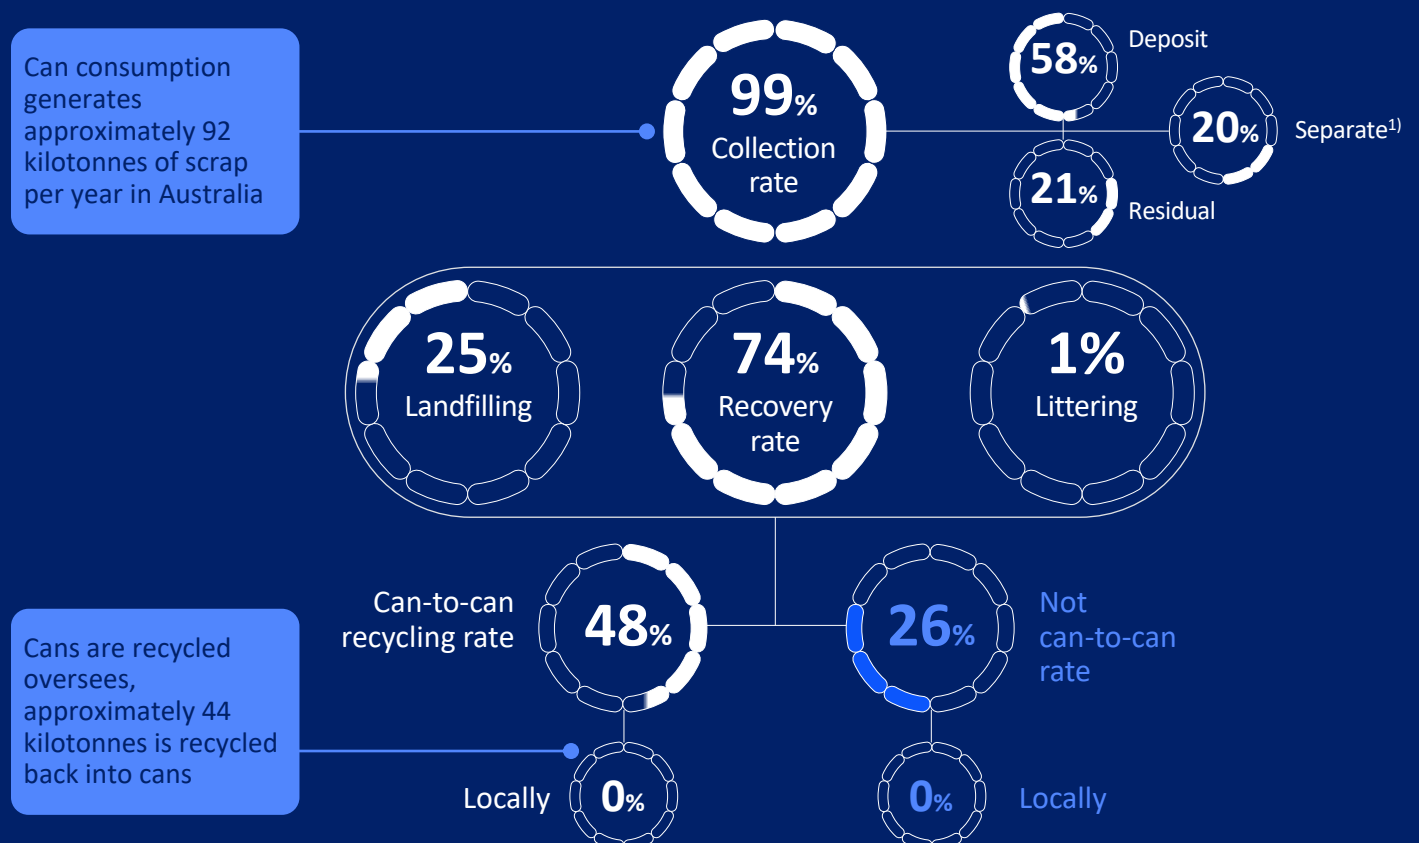 Can consumption
generates
approximately 92
kilotonnes of scrap
per year in Australia
99%
Collection
rate
58%
Deposit
20%
Separate1)
21%
Residual
25%
Landfilling
74%
Recovery
rate
1%
Littering
Can-to-can
recycling rate
48%
26%
Not
can-to-can
rate
Cans are recycled
oversees,
approximately 44
kilotonnes is recycled
back into cans
Locally
0%
0%
Locally